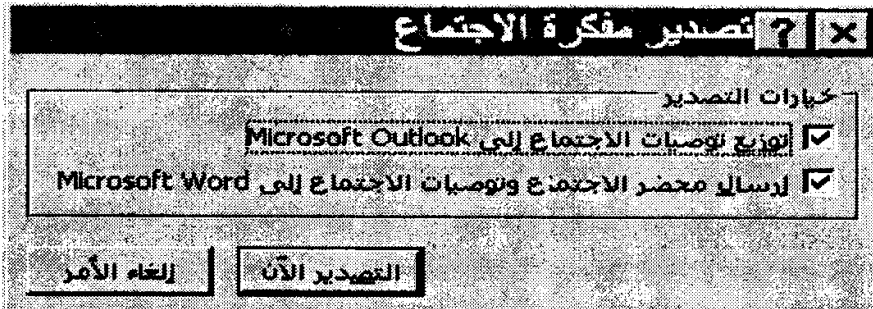 تصدير مفكرة الاجتماع
خيارات التصدير
توزيع توصيات الاجتماع إلى Microsoft Outlook
إرسال محضر الاجتماع وتوصيات الاجتماع إلى Microsoft Word
التصدير الآن
إلغاء الأمر